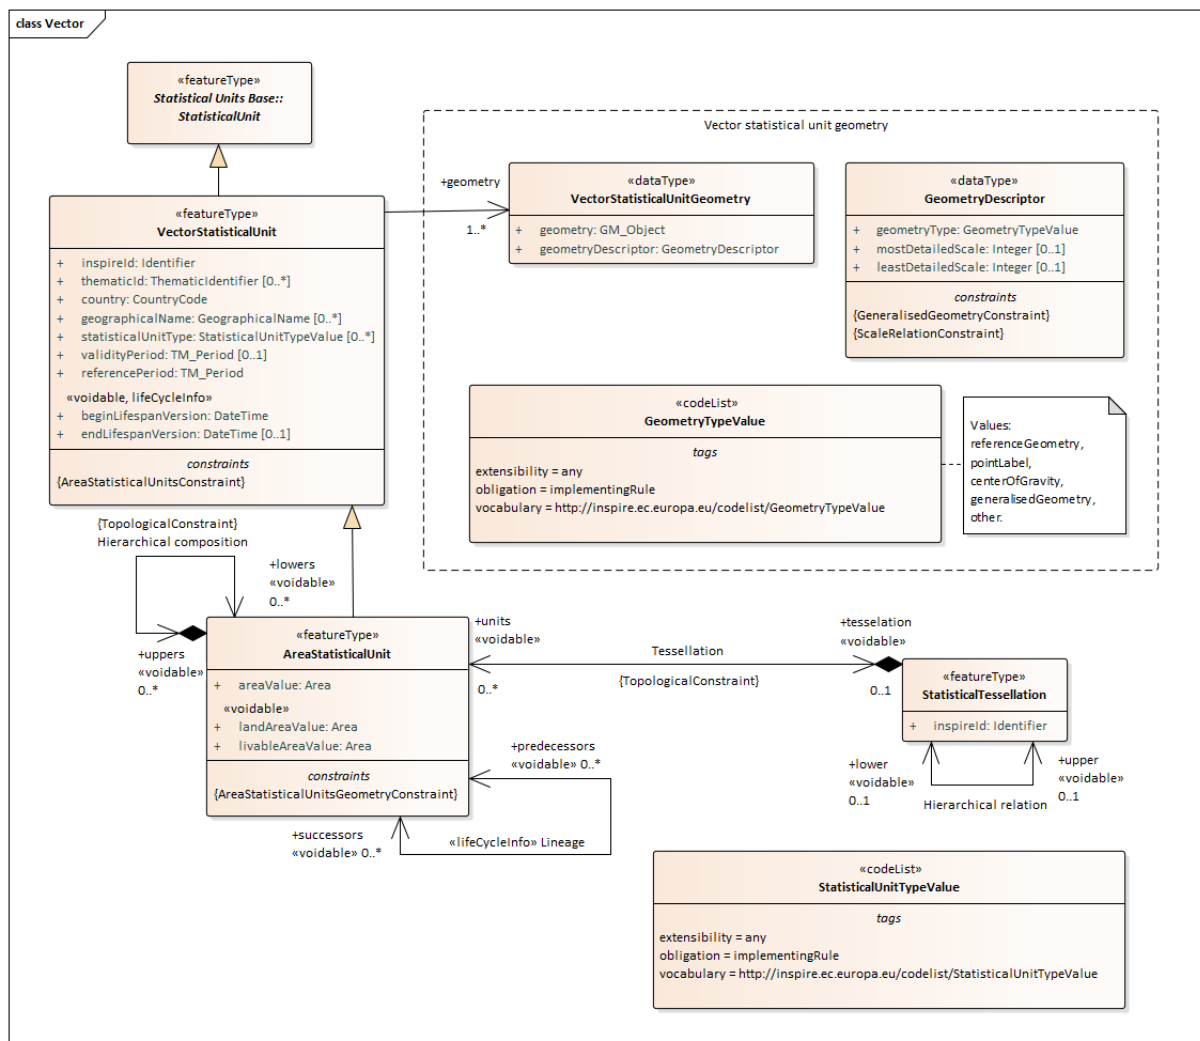 class Vector
«featureType»
Statistical Units Base::
StatisticalUnit
Vector statistical unit geometry
+geometry
1..*
«dataType»
VectorStatisticalUnitGeometry
+ geometry: GM_Object
+ geometryDescriptor: GeometryDescriptor
«dataType»
GeometryDescriptor
+ geometryType: GeometryTypeValue
+ mostDetailedScale: Integer [0..1]
+ leastDetailedScale: Integer [0..1]
constraints
{GeneralisedGeometryConstraint}
{ScaleRelationConstraint}
«featureType»
VectorStatisticalUnit
+ inspireId: Identifier
+ thematicId: ThematicIdentifier [0..*]
+ country: CountryCode
+ geographicalName: GeographicalName [0..*]
+ statisticalUnitType: StatisticalUnitTypeValue [0..*]
+ validityPeriod: TM_Period [0..1]
+ referencePeriod: TM_Period
«voidable, lifeCycleInfo»
+ beginLifespanVersion: DateTime
+ endLifespanVersion: DateTime [0..1]
constraints
{AreaStatisticalUnitsConstraint}
«codeList»
GeometryTypeValue
tags
extensibility = any
obligation = implementingRule
vocabulary = http://inspire.ec.europa.eu/codelist/GeometryTypeValue
Values:
referenceGeometry,
pointLabel,
centerOfGravity,
generalisedGeometry,
other.
{TopologicalConstraint}
Hierarchical composition
+lowers
«voidable»
0..*
+uppers
«voidable»
0..*
«featureType»
AreaStatisticalUnit
+ areaValue: Area
«voidable»
+ landAreaValue: Area
+ livableAreaValue: Area
constraints
{AreaStatisticalUnitsGeometryConstraint}
+units
«voidable»
0..*
Tessellation
{TopologicalConstraint}
+tesselation
«voidable»
0..1
«featureType»
StatisticalTessellation
+ inspireId: Identifier
+lower
«voidable»
0..1
+upper
«voidable»
0..1
Hierarchical relation
+predecessors
«voidable» 0..*
+successors
«voidable» 0..*
«lifeCycleInfo» Lineage
«codeList»
StatisticalUnitTypeValue
tags
extensibility = any
obligation = implementingRule
vocabulary = http://inspire.ec.europa.eu/codelist/StatisticalUnitTypeValue